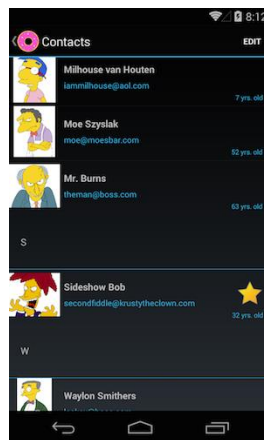 8:12
Contacts
EDIT
Milhouse van Houten
iammilhouse@aol.com
7 yrs. old
Moe Szyslak
moe@moesbar.com
52 yrs. old
Mr. Burns
theman@boss.com
63 yrs. old
S
Sideshow Bob
secondfiddle@krustytheclown.com
32 yrs. old
W
Waylon Smithers